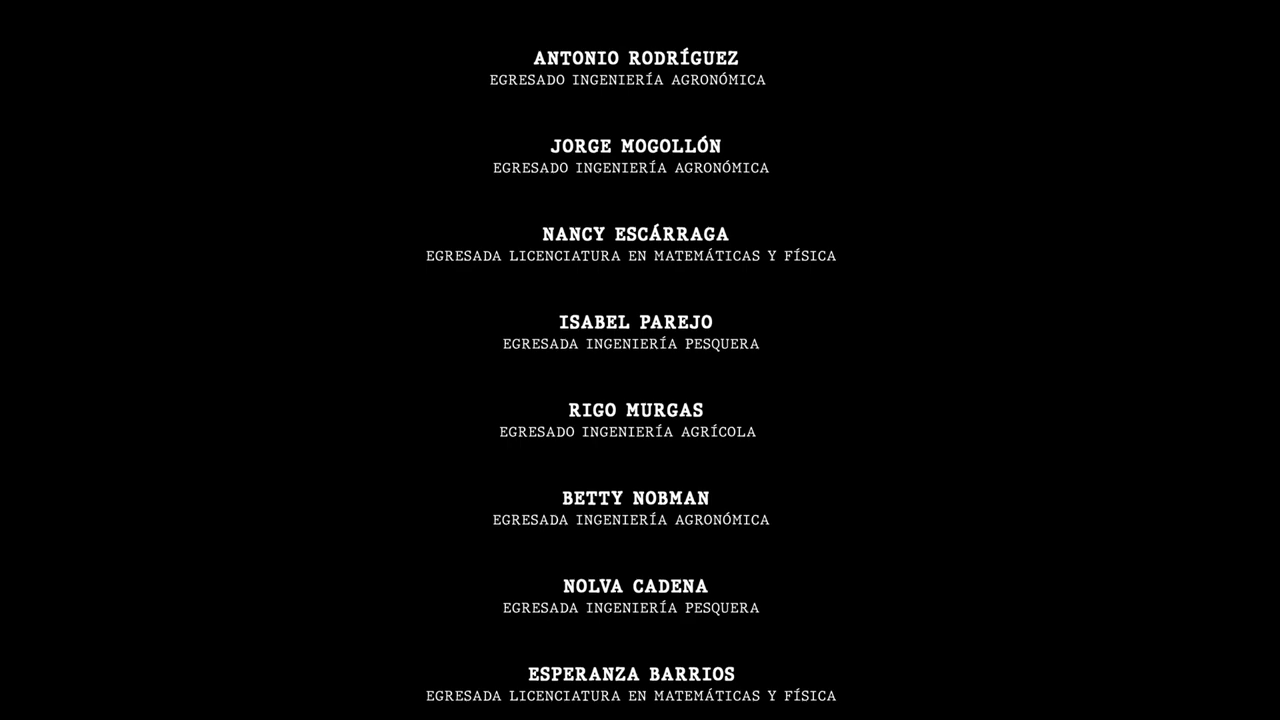 ANTONIO RODRÍGUEZ
EGRESADO INGENIERÍA AGRONÓMICA
JORGE MOGOLLÓN
EGRESADO INGENIERÍA AGRONÓMICA
NANCY ESCÁRRAGA
EGRESADA LICENCIATURA EN MATEMÁTICAS Y FÍSICA
ISABEL PAREJO
EGRESADA INGENIERÍA PESQUERA
RIGO MURGAS
EGRESADO INGENIERÍA AGRÍCOLA
BETTY NOBMAN
EGRESADA INGENIERÍA AGRONÓMICA
NOLVA CADENA
EGRESADA INGENIERÍA PESQUERA
ESPERANZA BARRIOS
EGRESADA LICENCIATURA EN MATEMÁTICAS Y FÍSICA